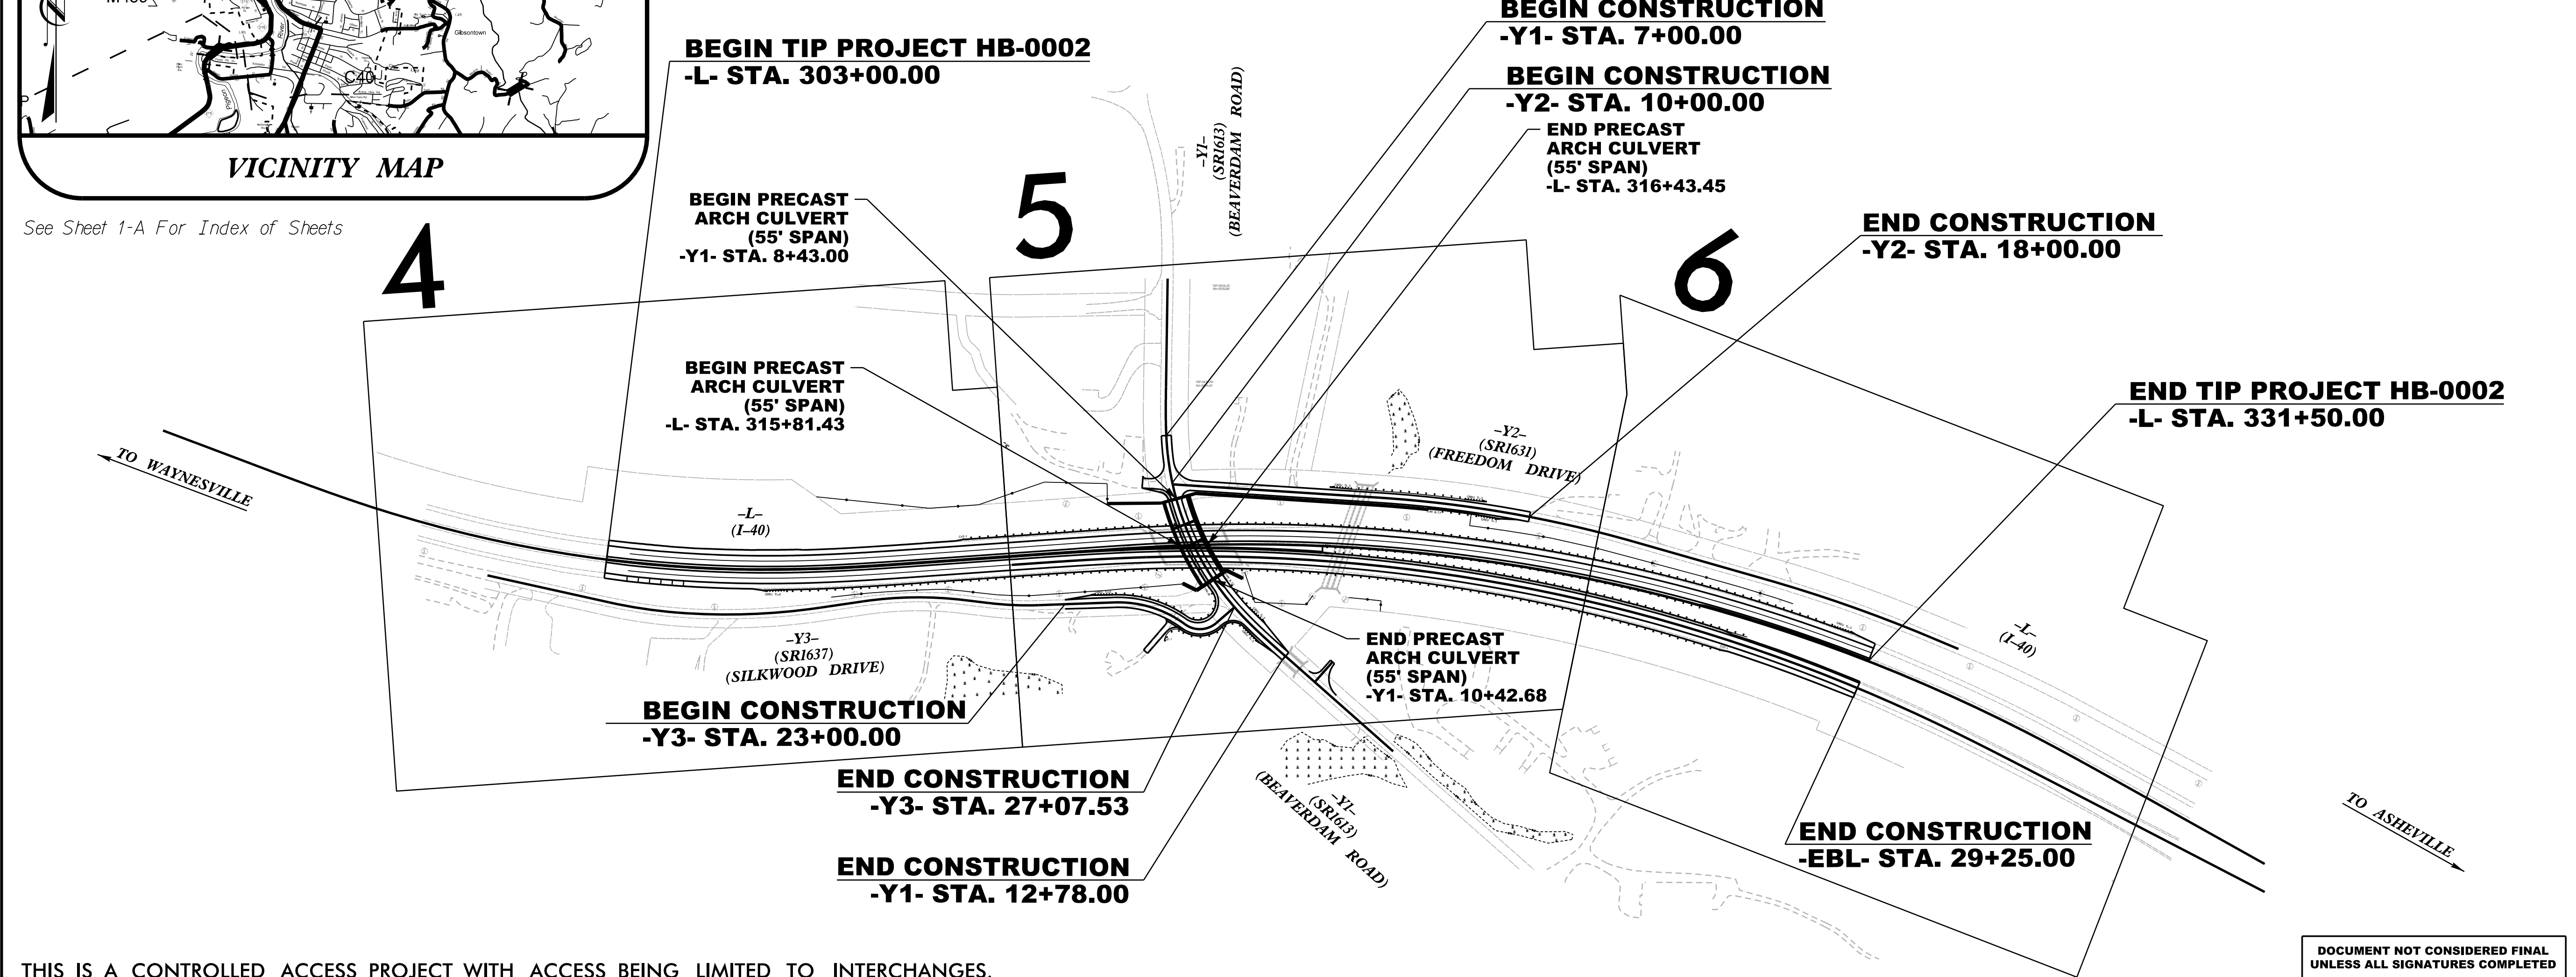 Gibsontown
C40
VICINITY MAP
See Sheet 1-A For Index of Sheets
BEGIN TIP PROJECT HB-0002
-L- STA. 303+00.00
BEGIN CONSTRUCTION
-Y1- STA. 7+00.00
BEGIN CONSTRUCTION
-Y2- STA. 10+00.00
END PRECAST
ARCH CULVERT
(55' SPAN)
-L- STA. 316+43.45
BEGIN PRECAST
ARCH CULVERT
(55' SPAN)
-Y1- STA. 8+43.00
-Y1-
(SR1613)
(BEAVERDAM ROAD)
4
5
6
END CONSTRUCTION
-Y2- STA. 18+00.00
BEGIN PRECAST
ARCH CULVERT
(55' SPAN)
-L- STA. 315+81.43
END TIP PROJECT HB-0002
-L- STA. 331+50.00
-Y2-
(SR1631)
(FREEDOM DRIVE)
TO WAYNESVILLE
-L-
(I-40)
-L-
(I-40)
-Y3-
(SR1637)
(SILKWOOD DRIVE)
END PRECAST
ARCH CULVERT
(55' SPAN)
-Y1- STA. 10+42.68
BEGIN CONSTRUCTION
-Y3- STA. 23+00.00
END CONSTRUCTION
-Y3- STA. 27+07.53
END CONSTRUCTION
-Y1- STA. 12+78.00
-Y1-
(SR1613)
(BEAVERDAM ROAD)
END CONSTRUCTION
-EBL- STA. 29+25.00
TO ASHEVILLE
THIS IS A CONTROLLED ACCESS PROJECT WITH ACCESS BEING LIMITED TO INTERCHANGES.
DOCUMENT NOT CONSIDERED FINAL
UNLESS ALL SIGNATURES COMPLETED